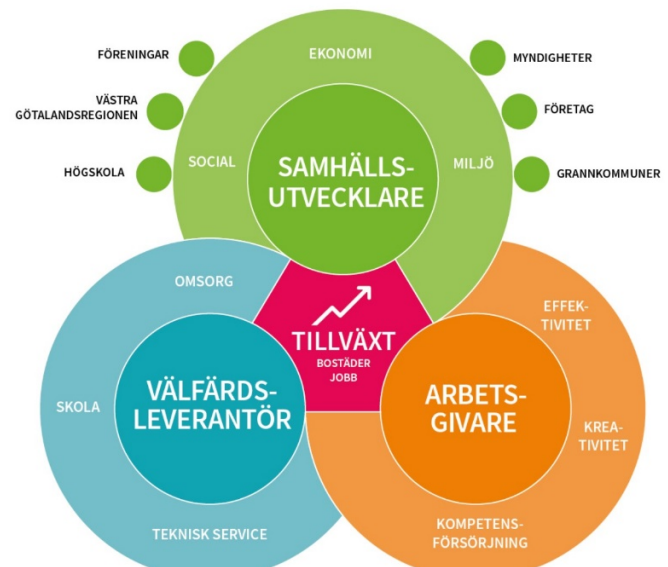 EKONOMI
FÖRENINGAR
MYNDIGHETER
VÄSTRA
GÖTALANDSREGIONEN
FÖRETAG
SOCIAL
SAMHÄLLS-
UTVECKLARE
MILJÖ
HÖGSKOLA
GRANNKOMMUNER
OMSORG
TILLVÄXT
BOSTÄDER
JOBB
EFFEK-
TIVITET
SKOLA
VÄLFÄRDS-
LEVERANTÖR
ARBETS-
GIVARE
KREA-
TIVITET
TEKNISK SERVICE
KOMPETENS-
FÖRSÖRJNING